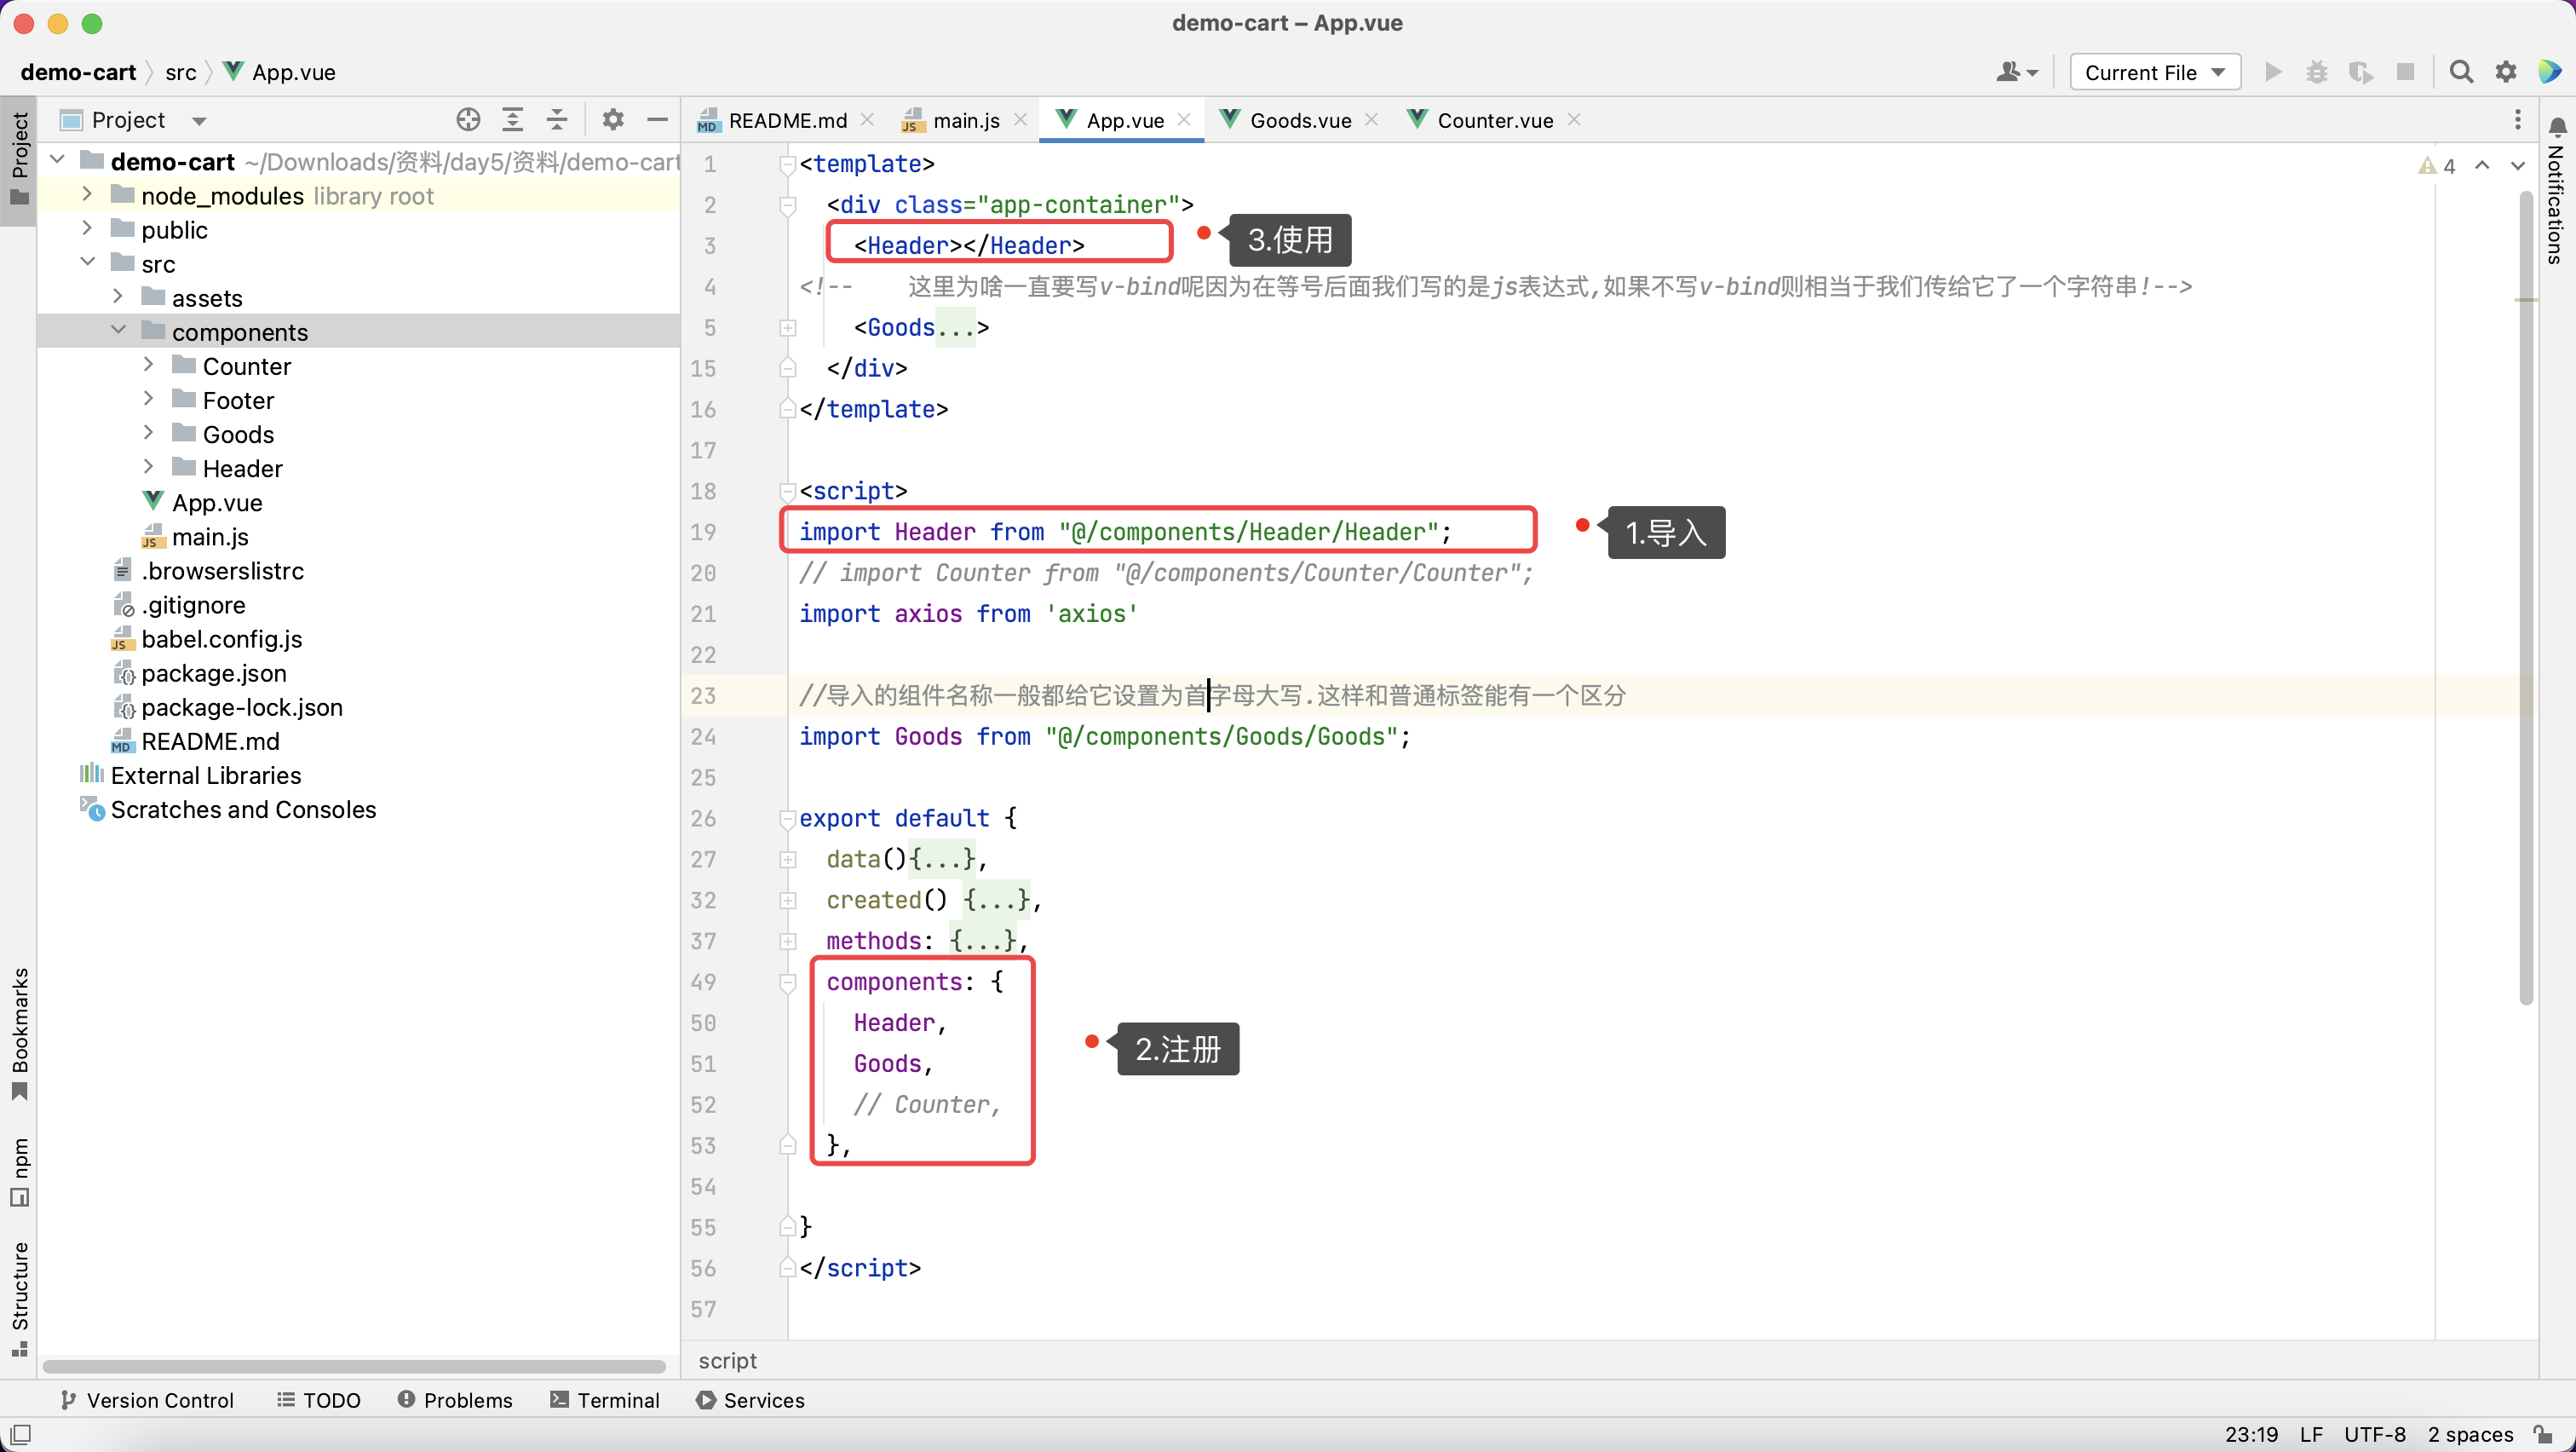 demo-cart – App.vue
demo-cart src App.vue
Current File
Project
README.md main.js App.vue Goods.vue Counter.vue
Project
demo-cart ~/Downloads/资料/day5/资料/demo-cart
node_modules library root
public
src
assets
components
Counter
Footer
Goods
Header
App.vue
main.js
.browserslistrc
.gitignore
babel.config.js
package.json
package-lock.json
README.md
External Libraries
Scratches and Consoles
Bookmarks
npm
Structure
4
1 <template>
2 <div class="app-container">
3 <Header></Header>
3.使用
4 <!-- 这里为啥一直要写v-bind呢因为在等号后面我们写的是js表达式,如果不写v-bind则相当于我们传给它了一个字符串!-->
5 <Goods...>
15 </div>
16 </template>
17
18 <script>
19 import Header from "@/components/Header/Header";
1.导入
20 // import Counter from "@/components/Counter/Counter";
21 import axios from 'axios'
22
23 //导入的组件名称一般都给它设置为首字母大写.这样和普通标签能有一个区分
24 import Goods from "@/components/Goods/Goods";
25
26 export default {
27 data(){...},
32 created() {...},
37 methods: {...},
49 components: {
50 Header,
51 Goods,
2.注册
52 // Counter,
53 },
54
55 }
56 </script>
57
script
Notifications
Version Control TODO Problems Terminal Services
23:19 LF UTF-8 2 spaces